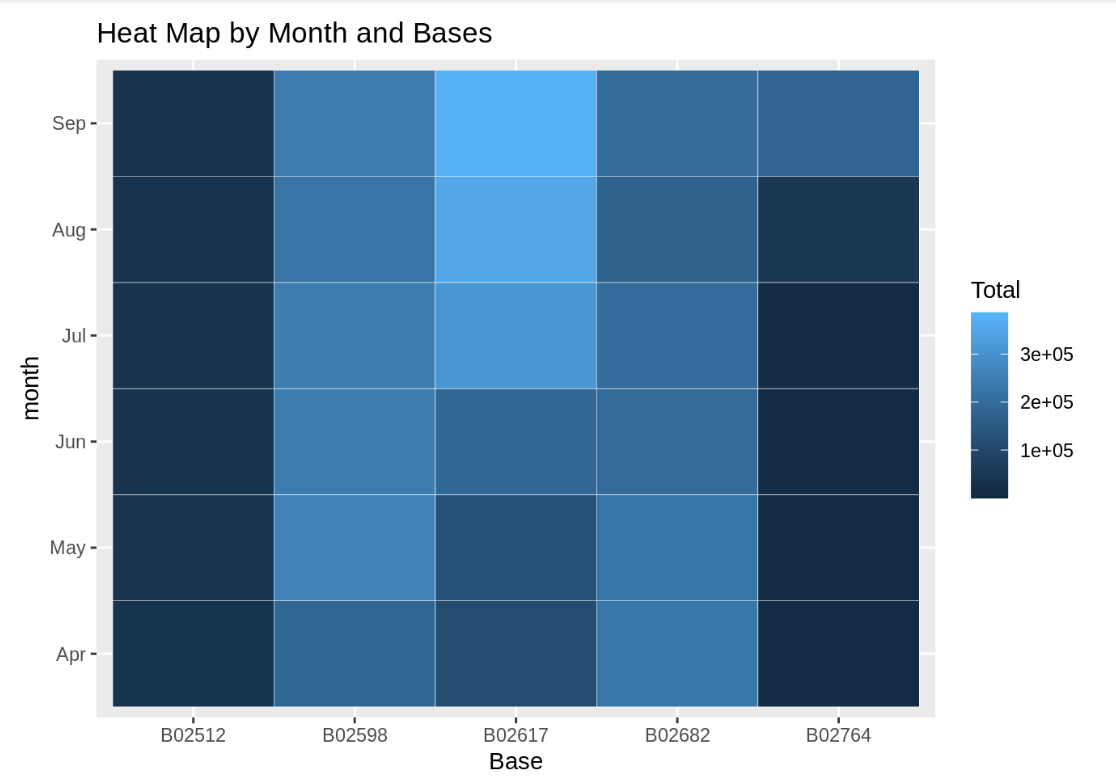 Heat Map by Month and Bases
Sep
Aug
Jul
Jun
May
Apr
month
B02512 B02598 B02617 B02682 B02764
Base
Total
3e+05
2e+05
1e+05